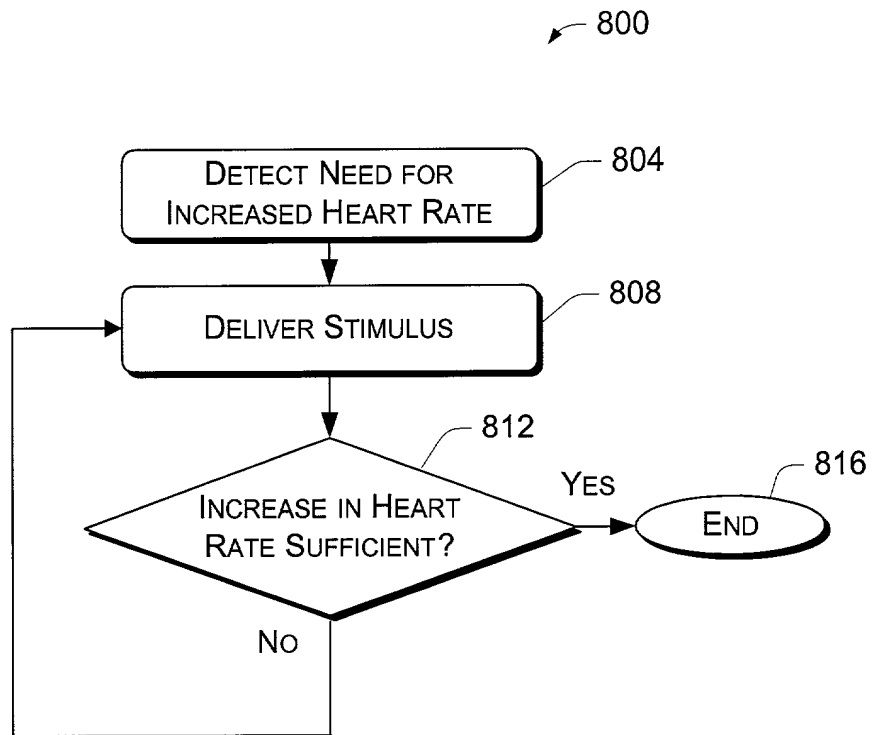 800
DETECT NEED FOR
INCREASED HEART RATE
804
DELIVER STIMULUS
808
812
INCREASE IN HEART
RATE SUFFICIENT?
YES
816
END
NO